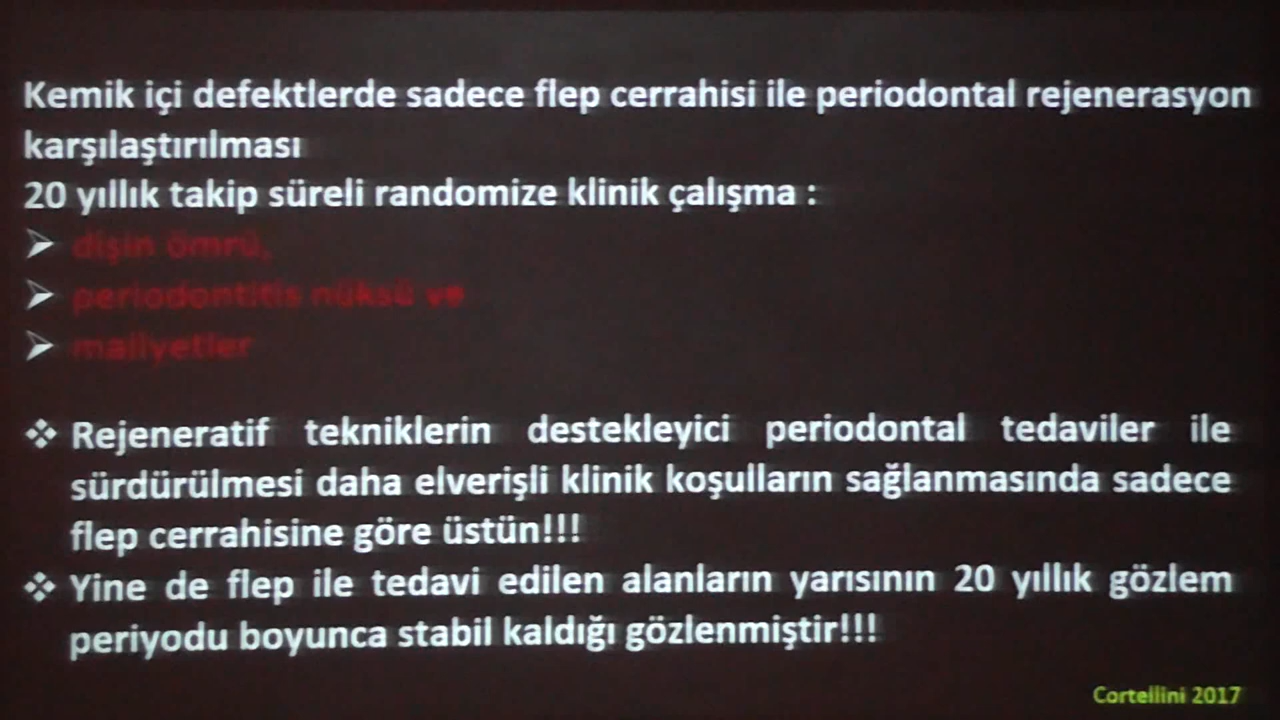 Kemik içi defektlerde sadece flep cerrahisi ile periodontal rejenerasyon
karşılaştırılması
20 yıllık takip süreli randomize klinik çalışma :
➢ dişin ömrü,
➢ periodontitis nüksü ve
➢ maliyetler
❖ Rejeneratif tekniklerin destekleyici periodontal tedaviler ile
sürdürülmesi daha elverişli klinik koşulların sağlanmasında sadece
flep cerrahisine göre üstün!!!
❖ Yine de flep ile tedavi edilen alanların yarısının 20 yıllık gözlem
periyodu boyunca stabil kaldığı gözlenmiştir!!!
Cortellini 2017